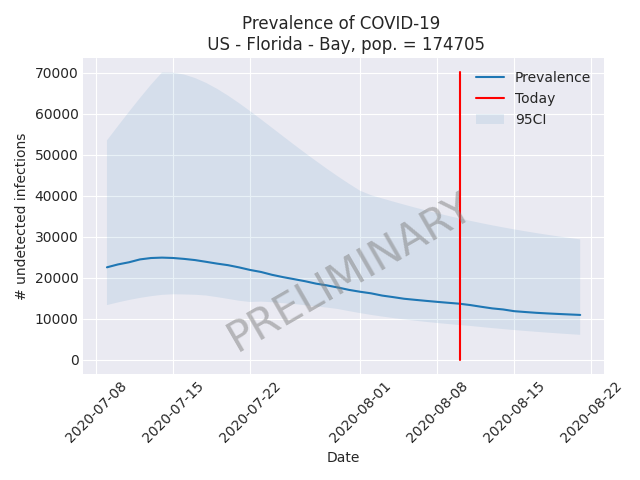 Prevalence of COVID-19
US - Florida - Bay, pop. = 174705
70000
60000
50000
40000
30000
20000
10000
0
# undetected infections
Prevalence
Today
95CI
PRELIMINARY
2020-07-08
2020-07-15
2020-07-22
2020-08-01
2020-08-08
2020-08-15
2020-08-22
Date